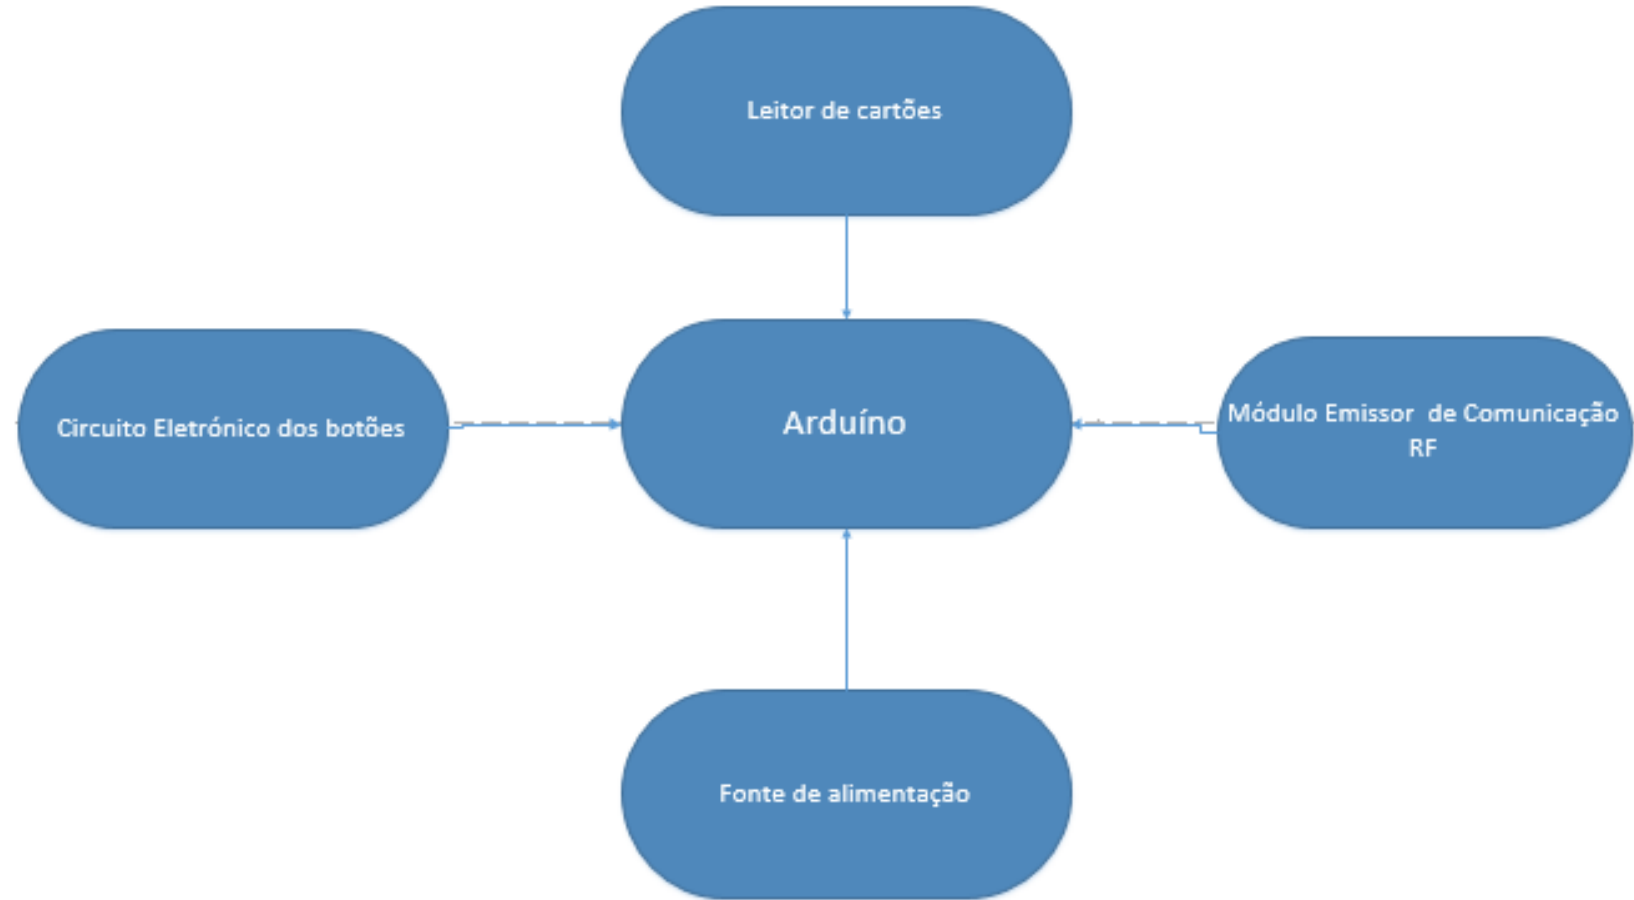 Leitor de cartões
Circuito Eletrónico dos botões
Arduíno
Módulo Emissor de Comunicação
RF
Fonte de alimentação